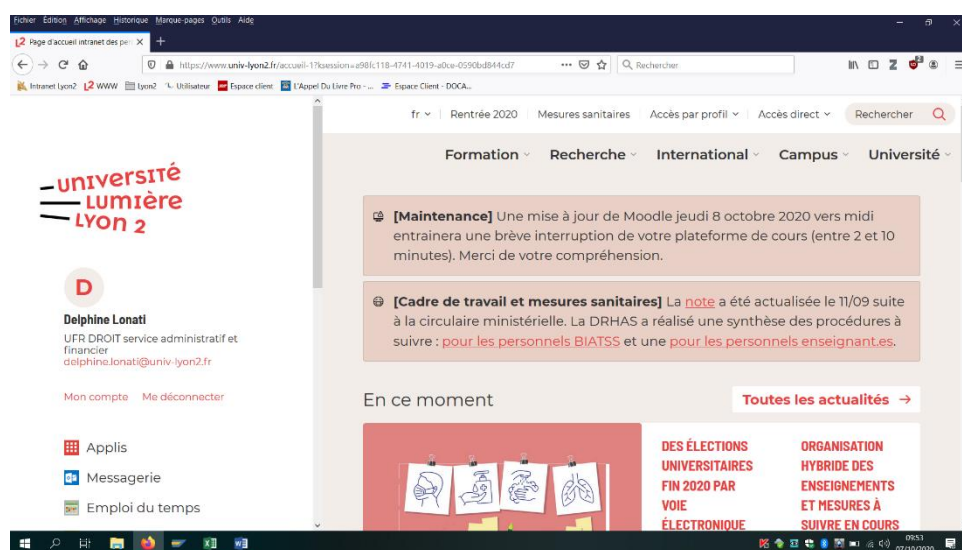 Fichier Édition Affichage Historique Marque-pages Outils Aide
Page d'accueil intranet des per
https://www.univ-lyon2.fr/accueil-1?ksession=a98fc118-4741-4019-a0ce-0590bd844cd7
Rechercher
Intranet Lyon2 WWW Lyon2 Utilisateur Espace client L'Appel Du Livre Pro - ... Espace Client - DOCA...
fr Rentrée 2020 Mesures sanitaires Accès par profil Accès direct Rechercher
Formation Recherche International Campus Université
université
Lumière
Lyon 2
[Maintenance] Une mise à jour de Moodle jeudi 8 octobre 2020 vers midi
entrainera une brève interruption de votre plateforme de cours (entre 2 et 10
minutes). Merci de votre compréhension.
D
Delphine Lonati
UFR DROIT service administratif et
financier
delphine.lonati@univ-lyon2.fr
Mon compte Me déconnecter
[Cadre de travail et mesures sanitaires] La note a été actualisée le 11/09 suite
à la circulaire ministérielle. La DRHAS a réalisé une synthèse des procédures à
suivre : pour les personnels BIATSS et une pour les personnels enseignant.es.
En ce moment
Toutes les actualités →
Applis
Messagerie
Emploi du temps
DES ÉLECTIONS
UNIVERSITAIRES
FIN 2020 PAR
VOIE
ÉLECTRONIQUE
ORGANISATION
HYBRIDE DES
ENSEIGNEMENTS
ET MESURES À
SUIVRE EN COURS
09:53
07/10/2020